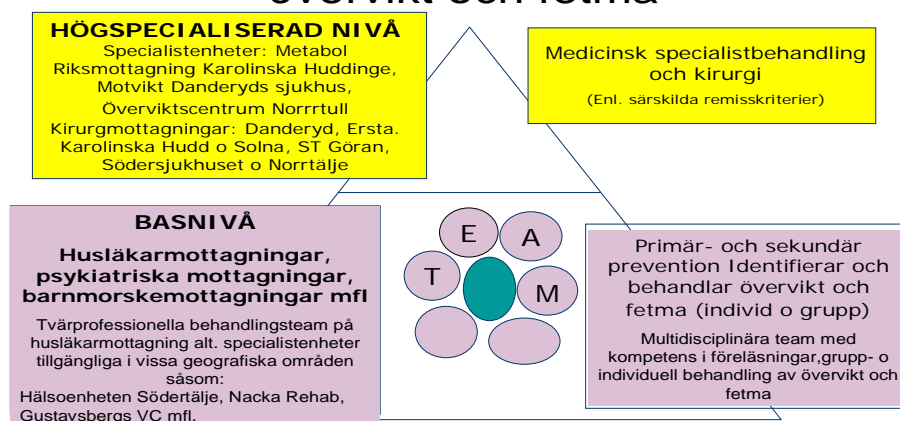 övervikt och fetma
HÖGSPECIALISERAD NIVÅ
Specialistenheter: Metabol
Riksmottagning Karolinska Huddinge,
Motvikt Danderyds sjukhus,
Överviktscentrum Norrrtull
Kirurgmottagningar: Danderyd, Ersta.
Karolinska Hudd o Solna, ST Göran,
Södersjukhuset o Norrtälje
Medicinsk specialistbehandling
och kirurgi
(Enl. särskilda remisskriterier)
BASNIVÅ
Husläkarmottagningar,
psykiatriska mottagningar,
barnmorskemottagningar mfl
Tvärprofessionella behandlingsteam på
husläkarmottagning alt. specialistenheter
tillgängliga i vissa geografiska områden
såsom:
Hälsoenheten Södertälje, Nacka Rehab,
Gustavsbergs VC mfl.
T E A M
Primär- och sekundär
prevention Identifierar och
behandlar övervikt och
fetma (individ o grupp)
Multidisciplinära team med
kompetens i föreläsningar,grupp- o
individuell behandling av övervikt och
fetma